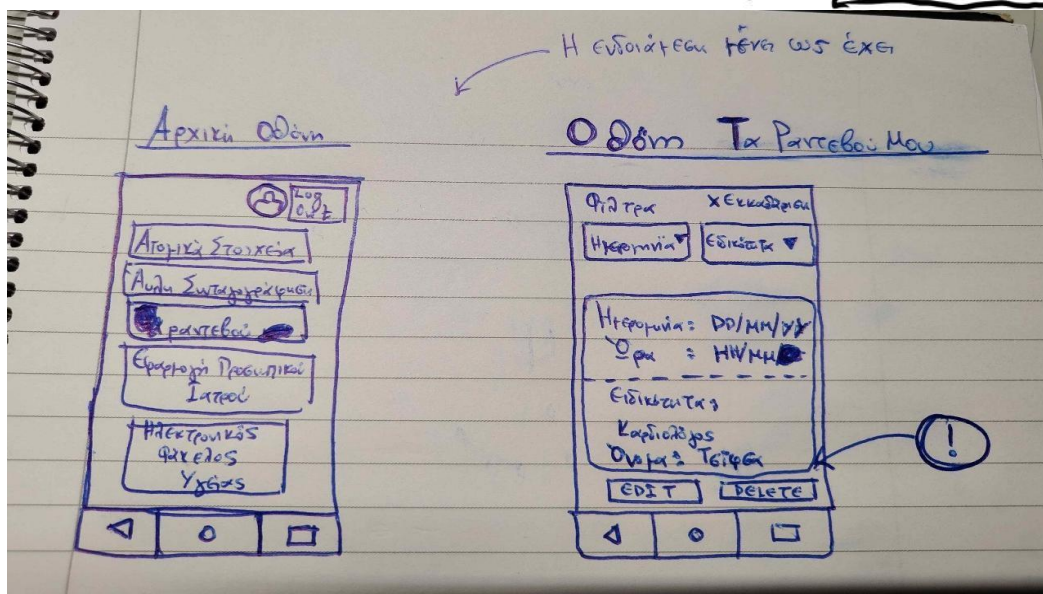 Η ενδιάμεση μένει ως έχει
Αρχική Οθόνη
Log
Out
Ατομικά Στοιχεία
Άυλη Συνταγογράφηση
ραντεβού
Εφαρμογή Προσωπικού
Ιατρού
Ηλεκτρονικός
Φάκελος
Υγείας
Οθόνη Τα Ραντεβού Μου
Φίλτρα x Εκκαθάριση
Ημερομηνία ▼ Ειδικότητα ▼
Ημερομηνία: DD/MM/YY
Ώρα : HH/MM
Ειδικότητα:
Καρδιολόγος
Όνομα: Τσίφσα
!
EDIT DELETE